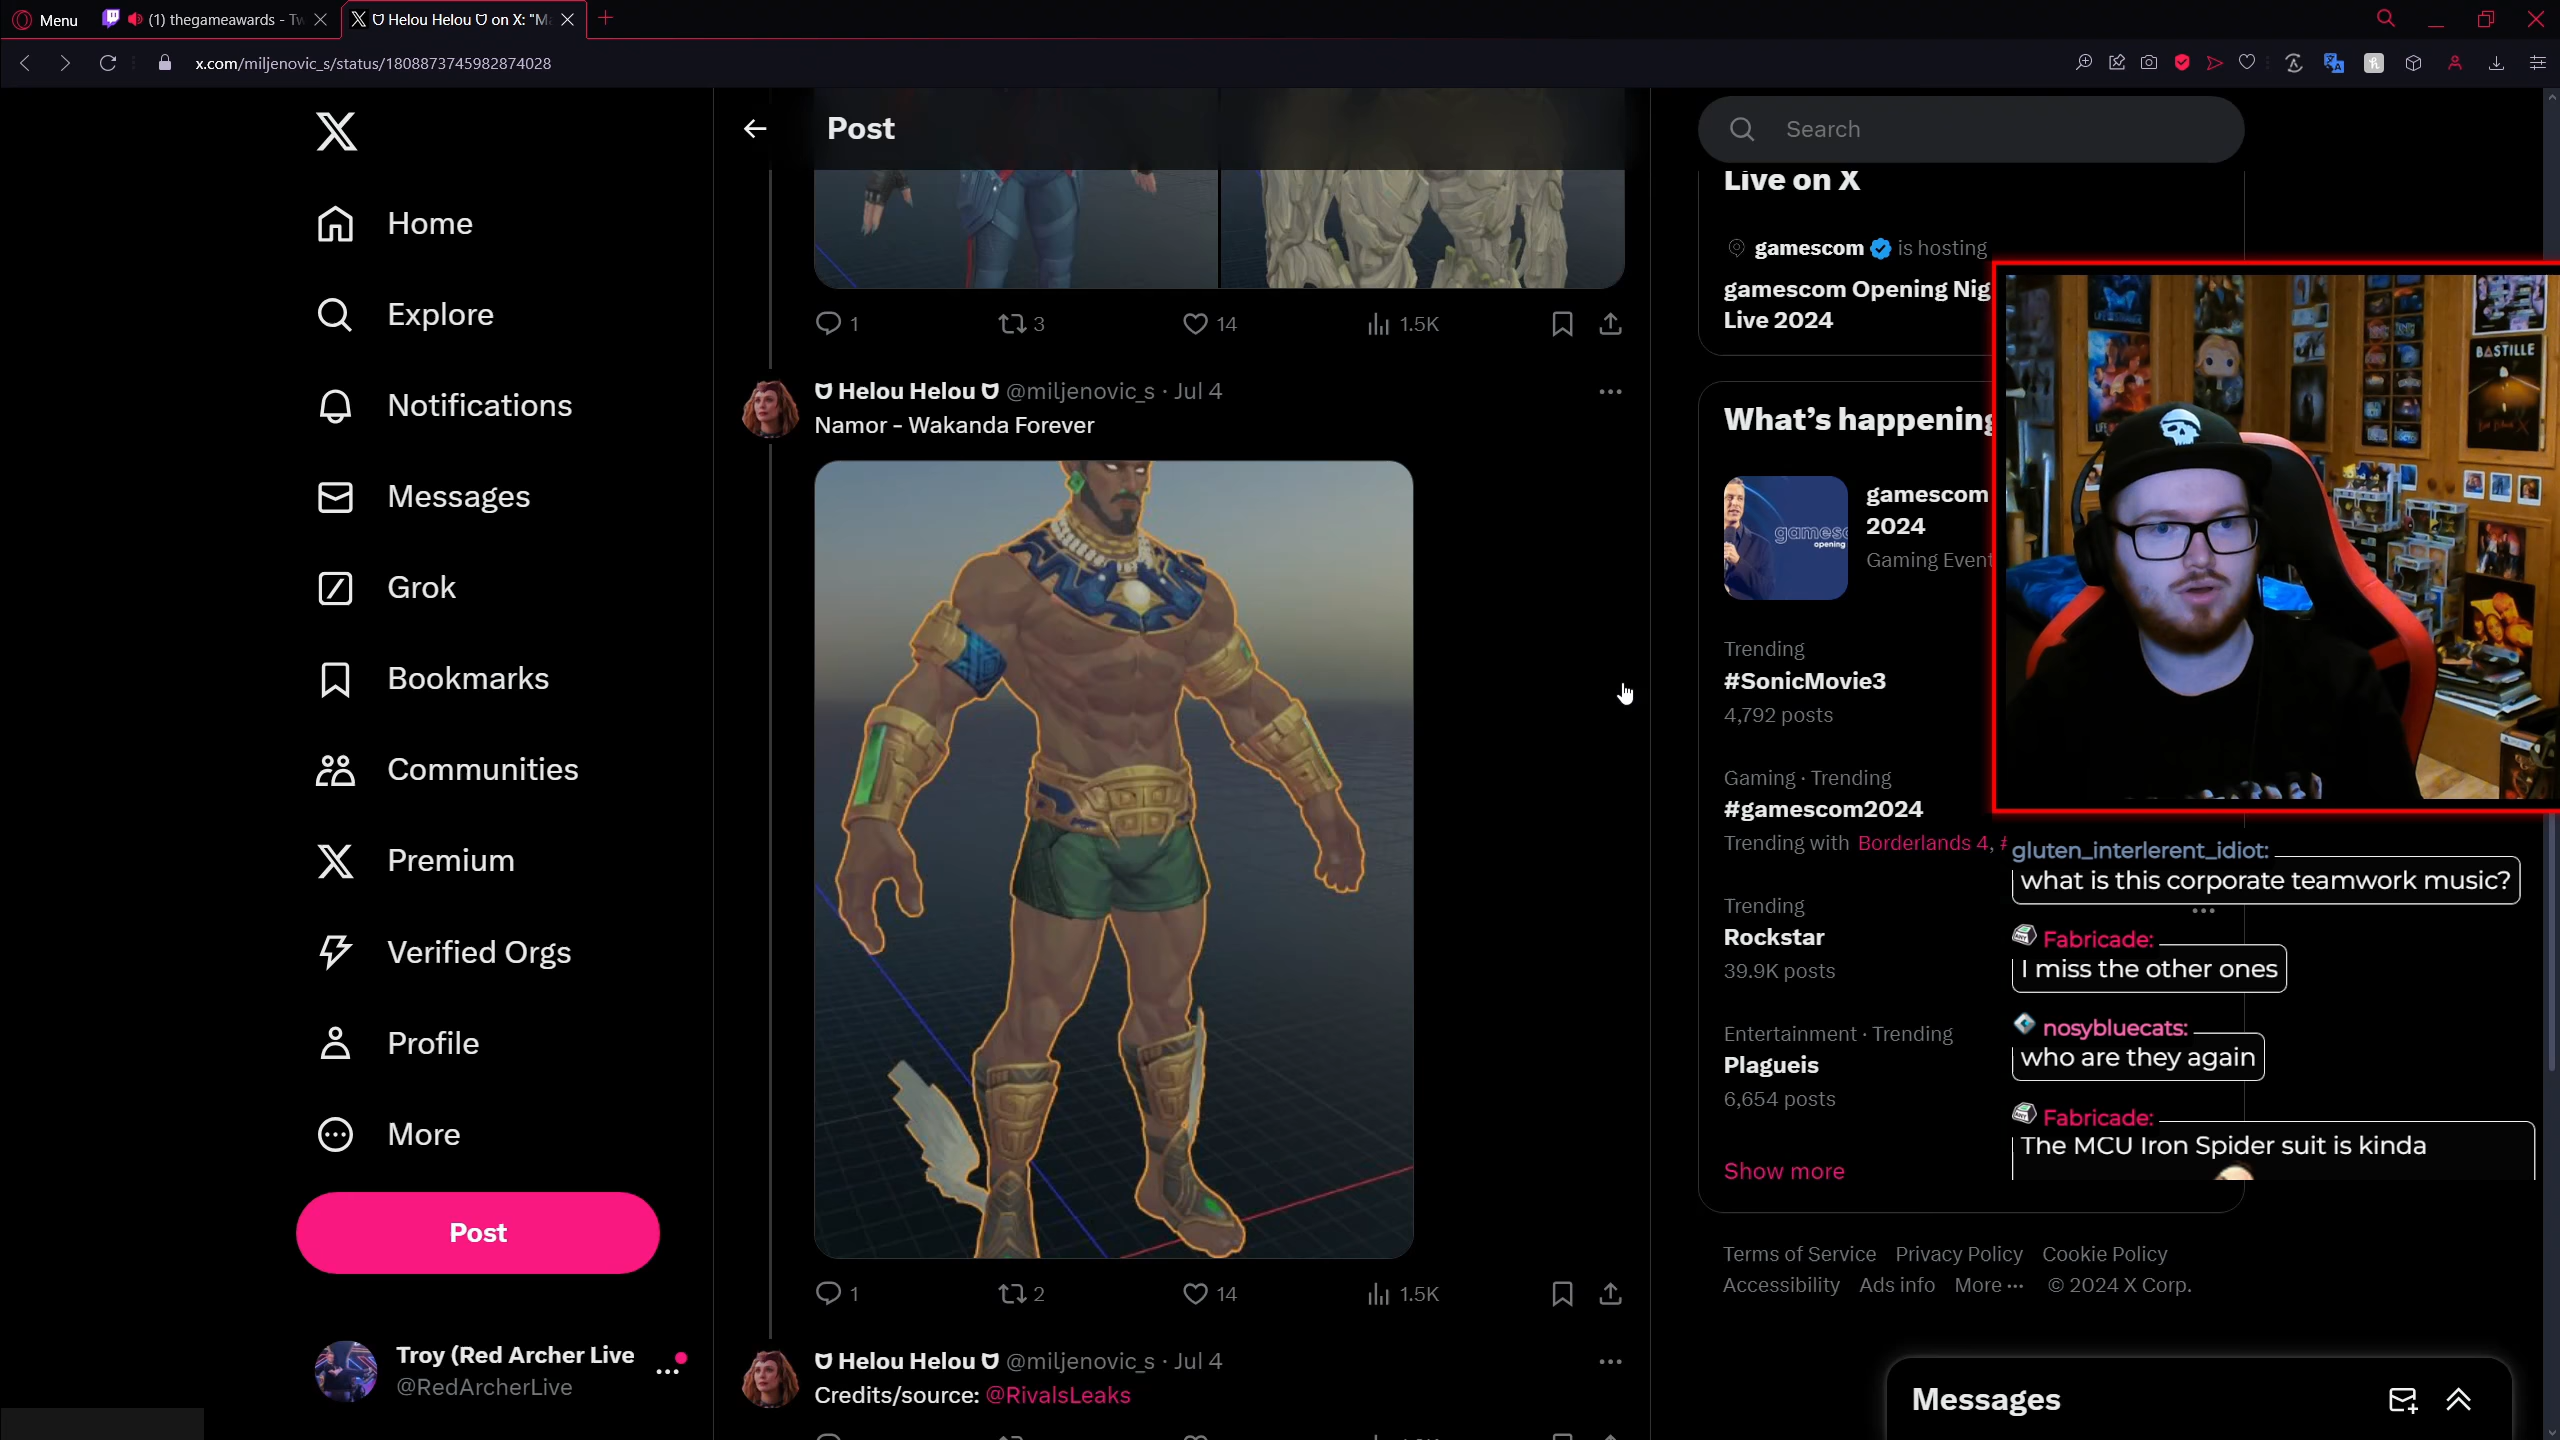 Menu
(1) thegameawards - Tw
Helou Helou on X: "Ma
x.com/miljenovic_s/status/1808873745982874028
Home
Explore
Notifications
Messages
Grok
Bookmarks
Communities
Premium
Verified Orgs
Profile
More
Post
Troy (Red Archer Live
@RedArcherLive
Post
1
3
14
1.5K
Helou Helou @miljenovic_s · Jul 4
Namor - Wakanda Forever
1
2
14
1.5K
Helou Helou @miljenovic_s · Jul 4
Credits/source: @RivalsLeaks
Search
Live on X
gamescom is hosting
gamescom Opening Nig
Live 2024
What's happening
gamescom
2024
Gaming Event
Trending
#SonicMovie3
4,792 posts
Gaming · Trending
#gamescom2024
Trending with Borderlands 4, #
Trending
Rockstar
39.9K posts
Entertainment · Trending
Plagueis
6,654 posts
Show more
Terms of Service Privacy Policy Cookie Policy
Accessibility Ads info More ··· © 2024 X Corp.
BASTILLE
gluten_interlerent_idiot:
what is this corporate teamwork music?
Fabricade:
I miss the other ones
nosybluecats:
who are they again
Fabricade:
The MCU Iron Spider suit is kinda
Messages